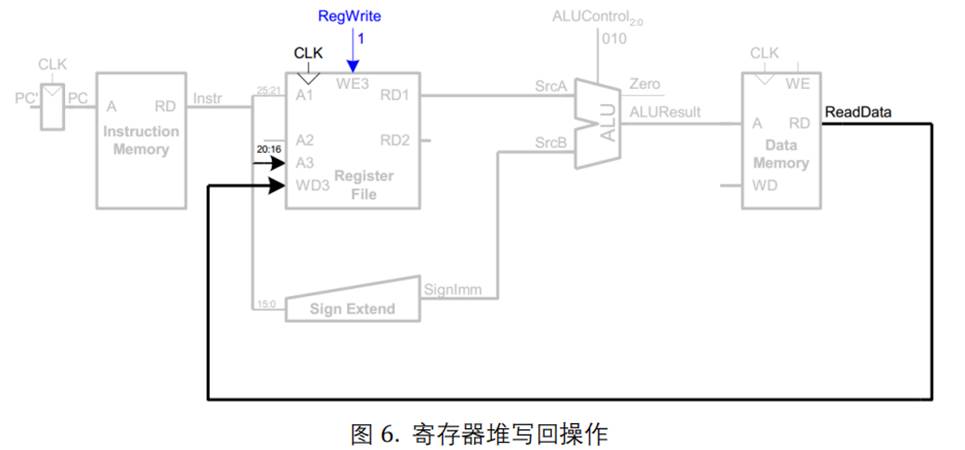 RegWrite
1
ALUControl2:0
010
CLK
CLK
CLK
PC'
PC
A
RD
Instr
Instruction
Memory
25:21
A1
WE3
RD1
A2
RD2
20:16
A3
WD3
Register
File
SrcA
SrcB
ALU
Zero
ALUResult
WE
A
RD
Data
Memory
WD
ReadData
15:0
Sign Extend
SignImm
图 6. 寄存器堆写回操作